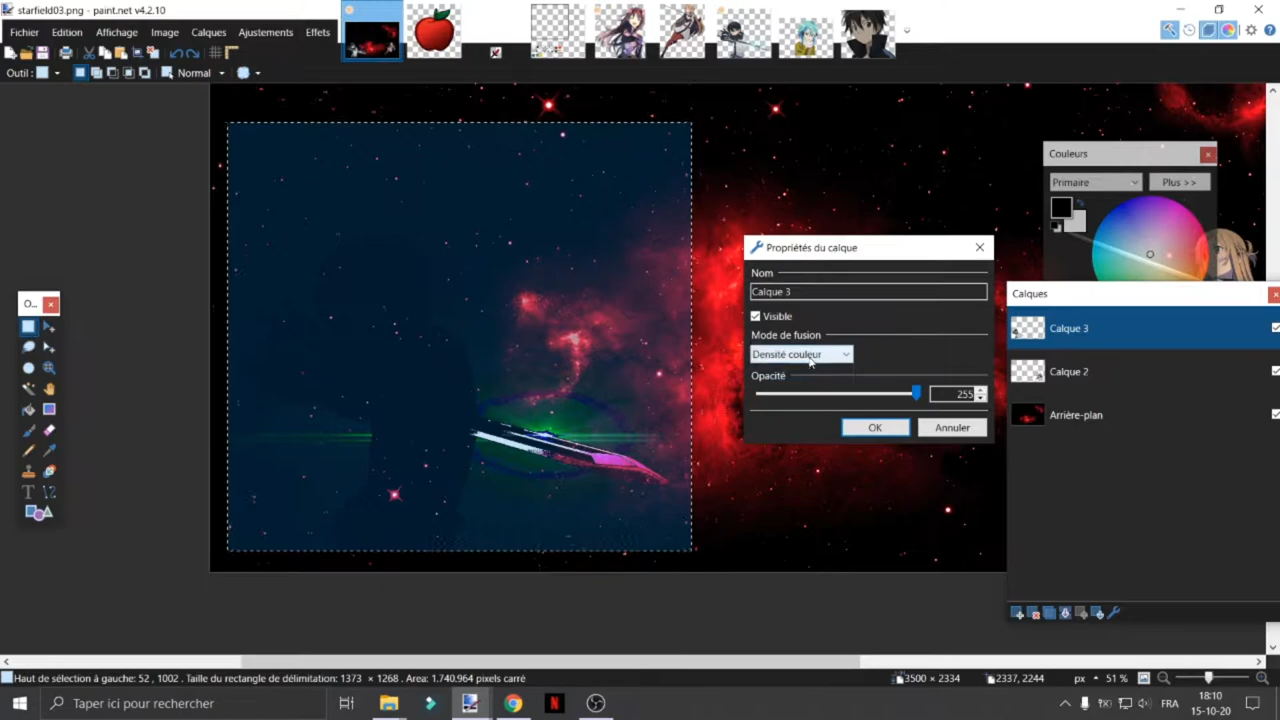 starfield03.png - paint.net v4.2.10
Fichier Edition Affichage Image Calques Ajustements Effets
Outil : Normal
Couleurs
Primaire Plus >>
Propriétés du calque
Nom
Calque 3
Visible
Mode de fusion
Densité couleur
Opacité
255
OK Annuler
O...
Calques
Calque 3
Calque 2
Arrière-plan
Haut de sélection à gauche: 52 , 1002 . Taille du rectangle de délimitation: 1373 × 1268 . Area: 1.740.964 pixels carré
3500 × 2334 2337, 2244 px 51 %
Taper ici pour rechercher
FRA
18:10
15-10-20